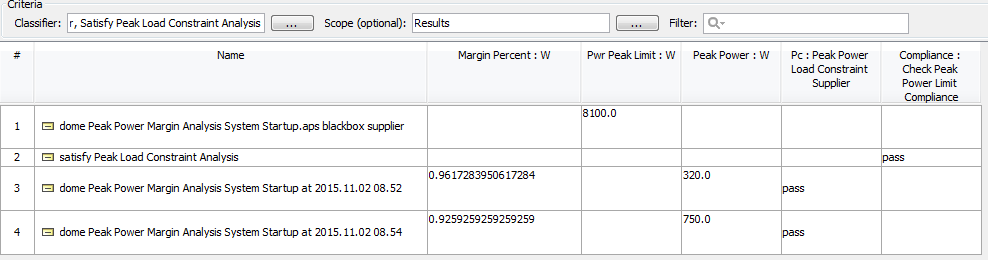 Criteria
Classifier: r, Satisfy Peak Load Constraint Analysis ... Scope (optional): Results ... Filter:
# Name Margin Percent : W Pwr Peak Limit : W Peak Power : W Pc : Peak Power Compliance :
Load Constraint Check Peak
Supplier Power Limit
Compliance
1 dome Peak Power Margin Analysis System Startup.aps blackbox supplier 8100.0
2 satisfy Peak Load Constraint Analysis pass
3 dome Peak Power Margin Analysis System Startup at 2015.11.02 08.52 0.9617283950617284 320.0 pass
4 dome Peak Power Margin Analysis System Startup at 2015.11.02 08.54 0.9259259259259259 750.0 pass